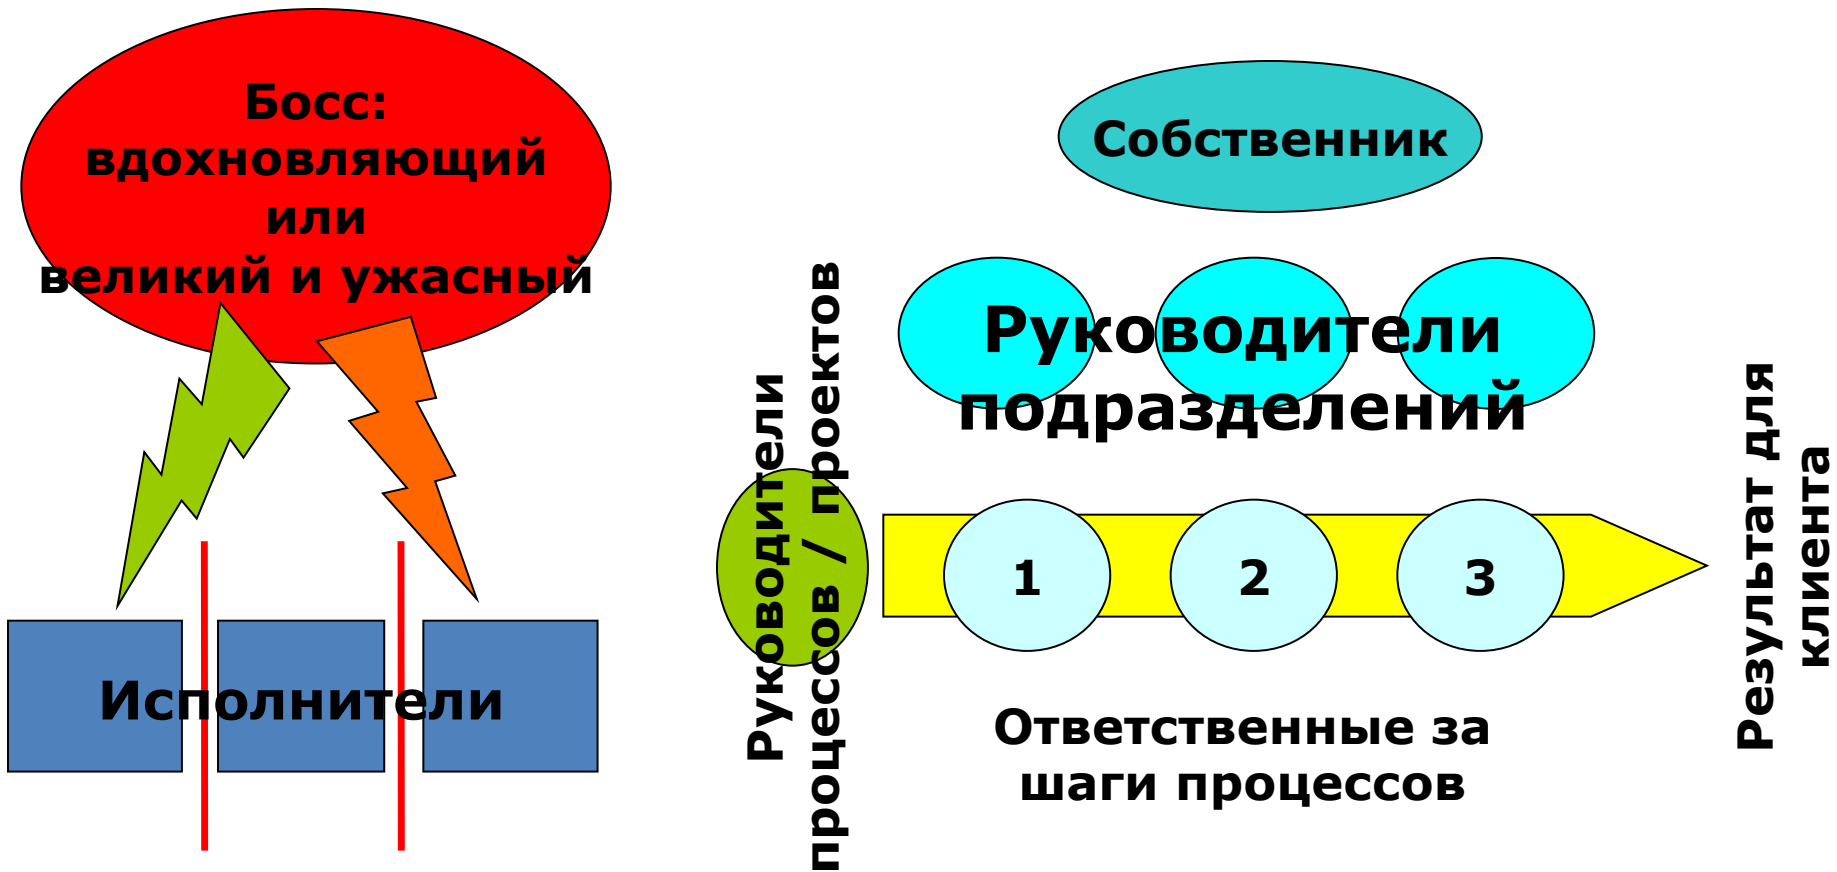 Босс:
вдохновляющий
или
великий и ужасный
Исполнители
Собственник
Руководители
подразделений
Руководители
процессов / проектов
1
2
3
Ответственные за
шаги процессов
Результат для
клиента